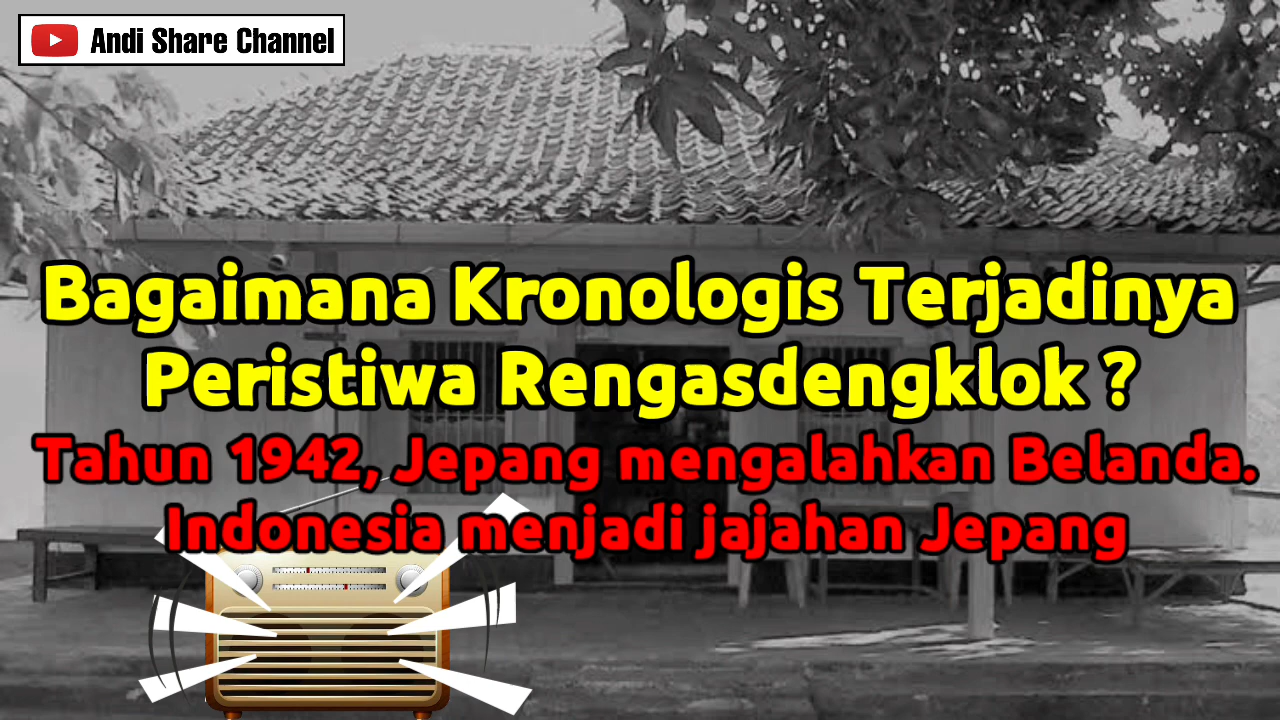 Andi Share Channel
Bagaimana Kronologis Terjadinya
Peristiwa Rengasdengklok ?
Tahun 1942, Jepang mengalahkan Belanda.
Indonesia menjadi jajahan Jepang